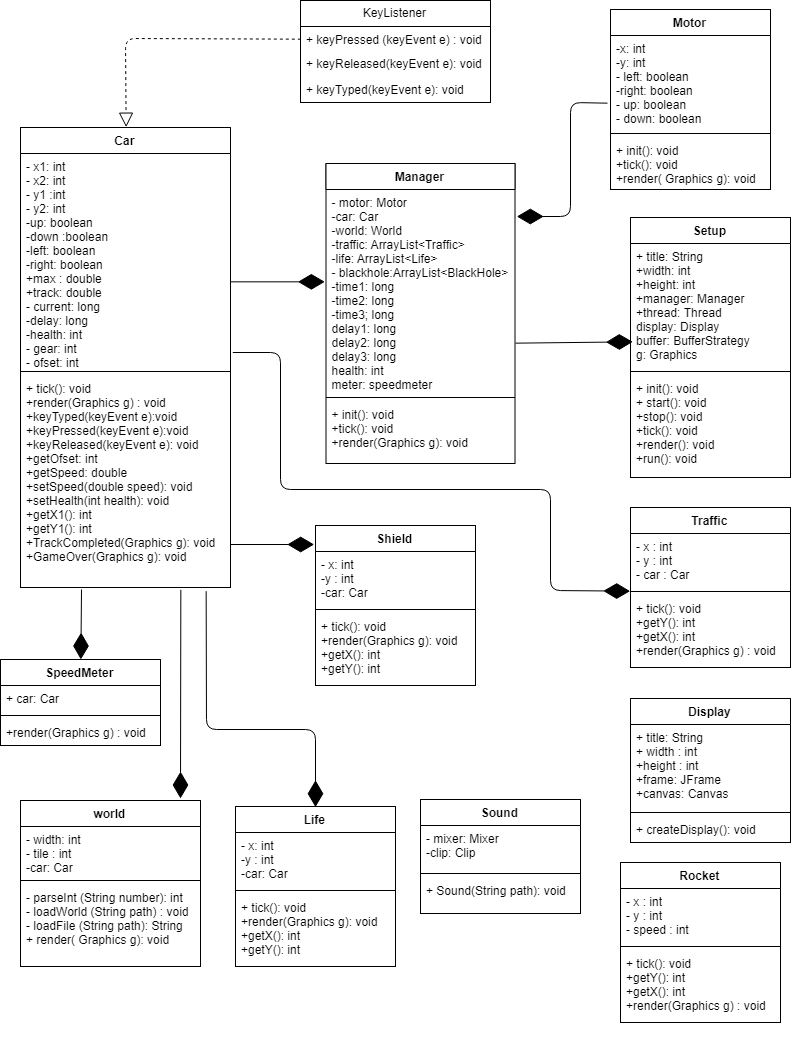 KeyListener
+ keyPressed (keyEvent e) : void
+ keyReleased(keyEvent e): void
+ keyTyped(keyEvent e): void
Motor
-x: int
-y: int
- left: boolean
-right: boolean
- up: boolean
- down: boolean
+ init(): void
+tick(): void
+render( Graphics g): void
Car
- x1: int
- x2: int
- y1 :int
- y2: int
-up: boolean
-down :boolean
-left: boolean
-right: boolean
+max : double
+track: double
- current: long
-delay: long
-health: int
- gear: int
- ofset: int
+ tick(): void
+render(Graphics g) : void
+keyTyped(keyEvent e):void
+keyPressed(keyEvent e):void
+keyReleased(keyEvent e): void
+getOfset: int
+getSpeed: double
+setSpeed(double speed): void
+setHealth(int health): void
+getX1(): int
+getY1(): int
+TrackCompleted(Graphics g): void
+GameOver(Graphics g): void
Manager
- motor: Motor
-car: Car
-world: World
-traffic: ArrayList<Traffic>
-life: ArrayList<Life>
- blackhole:ArrayList<BlackHole>
-time1: long
-time2: long
-time3; long
delay1: long
delay2: long
delay3: long
health: int
meter: speedmeter
+ init(): void
+tick(): void
+render(Graphics g): void
Setup
+ title: String
+width: int
+height: int
+manager: Manager
+thread: Thread
display: Display
buffer: BufferStrategy
g: Graphics
+ init(): void
+ start(): void
+stop(): void
+tick(): void
+render(): void
+run(): void
Shield
- x: int
-y : int
-car: Car
+ tick(): void
+render(Graphics g): void
+getX(): int
+getY(): int
Traffic
- x : int
- y : int
- car : Car
+ tick(): void
+getY(): int
+getX(): int
+render(Graphics g) : void
SpeedMeter
+ car: Car
+render(Graphics g) : void
Display
+ title: String
+ width : int
+height : int
+frame: JFrame
+canvas: Canvas
+ createDisplay(): void
world
- width: int
- tile : int
-car: Car
- parseInt (String number): int
- loadWorld (String path) : void
- loadFile (String path): String
+ render( Graphics g): void
Life
- x: int
-y : int
-car: Car
+ tick(): void
+render(Graphics g): void
+getX(): int
+getY(): int
Sound
- mixer: Mixer
-clip: Clip
+ Sound(String path): void
Rocket
- x : int
- y : int
- speed : int
+ tick(): void
+getY(): int
+getX(): int
+render(Graphics g) : void